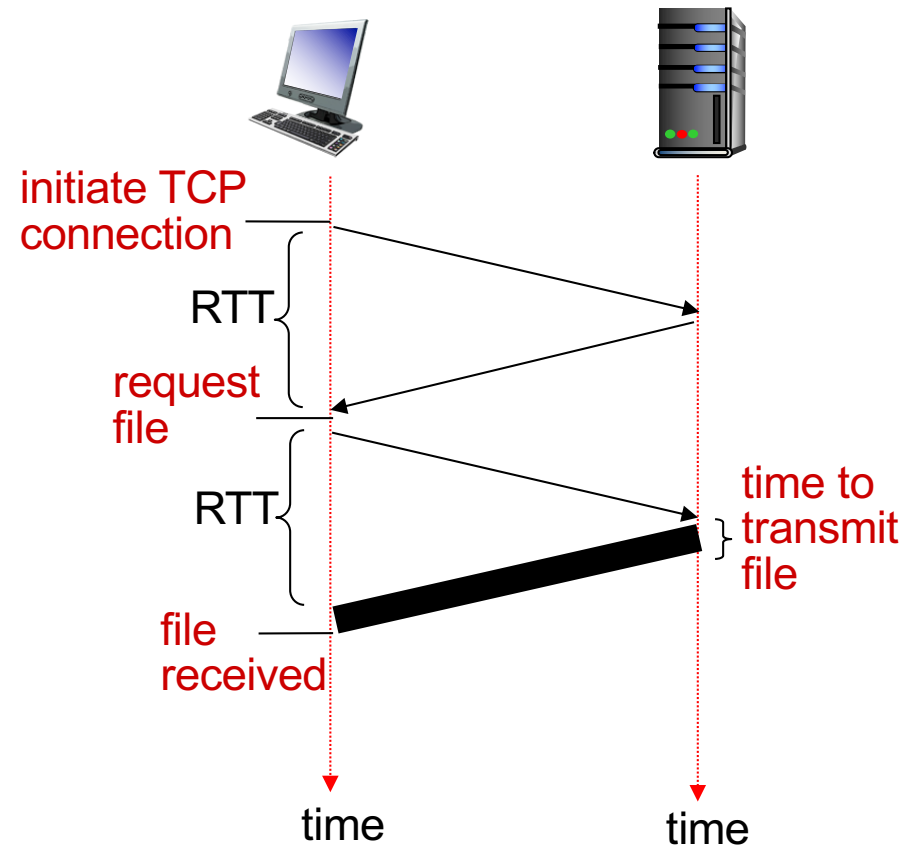 initiate TCP
connection
RTT
request
file
RTT
time to
transmit
file
file
received
time
time